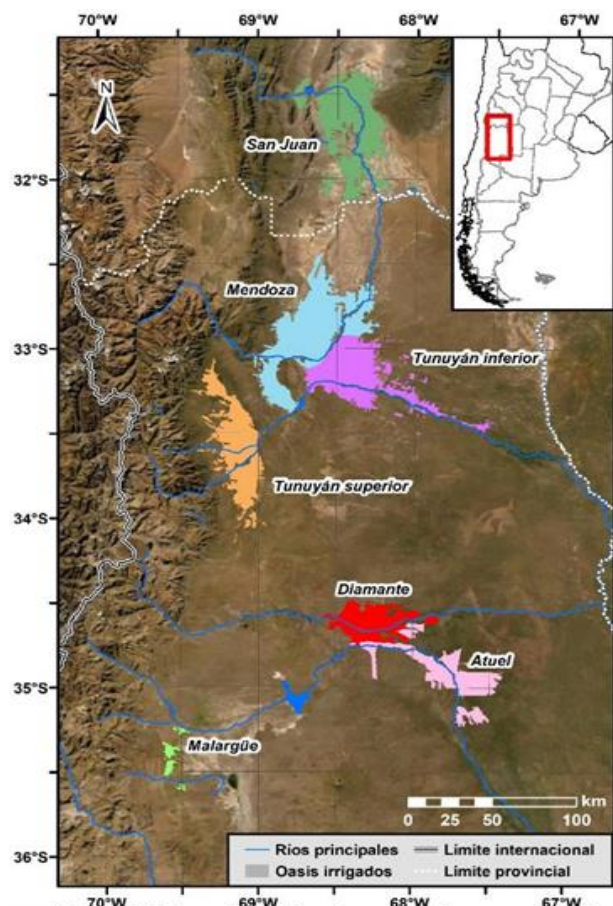 70°W 69°W 68°W 67°W
N
San Juan
32°S
Mendoza
33°S
Tunuyán inferior
Tunuyán superior
34°S
Diamante
Atuel
35°S
Malargüe
km
0 25 50 100
Ríos principales Límite internacional
Oasis irrigados Límite provincial
36°S
70°W 69°W 68°W 67°W